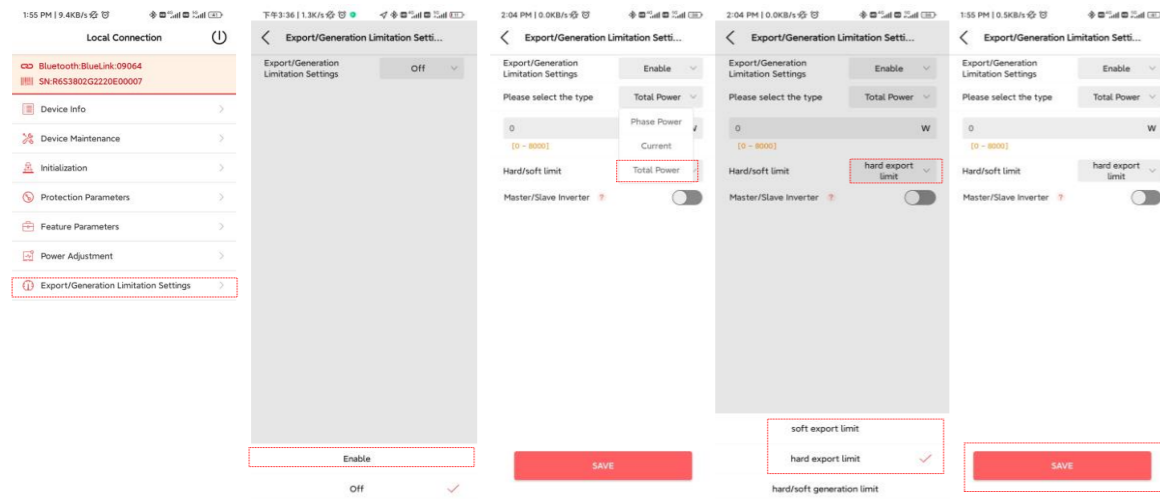 1:55 PM | 9.4KB/s
Local Connection
Bluetooth:BlueLink:09064
SN:R6S3802G2220E00007
Device Info
Device Maintenance
Initialization
Protection Parameters
Feature Parameters
Power Adjustment
Export/Generation Limitation Settings
下午3:36 | 1.3K/s
Export/Generation Limitation Setti...
Export/Generation
Limitation Settings
Off
Enable
Off
2:04 PM | 0.0KB/s
Export/Generation Limitation Setti...
Export/Generation
Limitation Settings
Enable
Please select the type
Total Power
Phase Power
0
W
[0 ~ 8000]
Current
Hard/soft limit
Total Power
Master/Slave Inverter ?
SAVE
2:04 PM | 0.0KB/s
Export/Generation Limitation Setti...
Export/Generation
Limitation Settings
Enable
Please select the type
Total Power
0
W
[0 ~ 8000]
Hard/soft limit
hard export
limit
Master/Slave Inverter ?
soft export limit
hard export limit
hard/soft generation limit
1:55 PM | 0.5KB/s
Export/Generation Limitation Setti...
Export/Generation
Limitation Settings
Enable
Please select the type
Total Power
0
W
[0 ~ 8000]
Hard/soft limit
hard export
limit
Master/Slave Inverter ?
SAVE